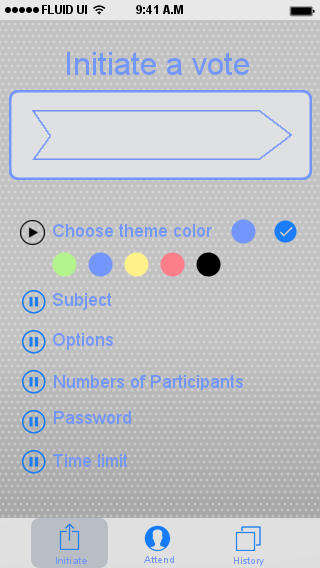 FLUID UI 9:41 A.M
Initiate a vote
Choose theme color
Subject
Options
Numbers of Participants
Password
Time limit
Initiate Attend History